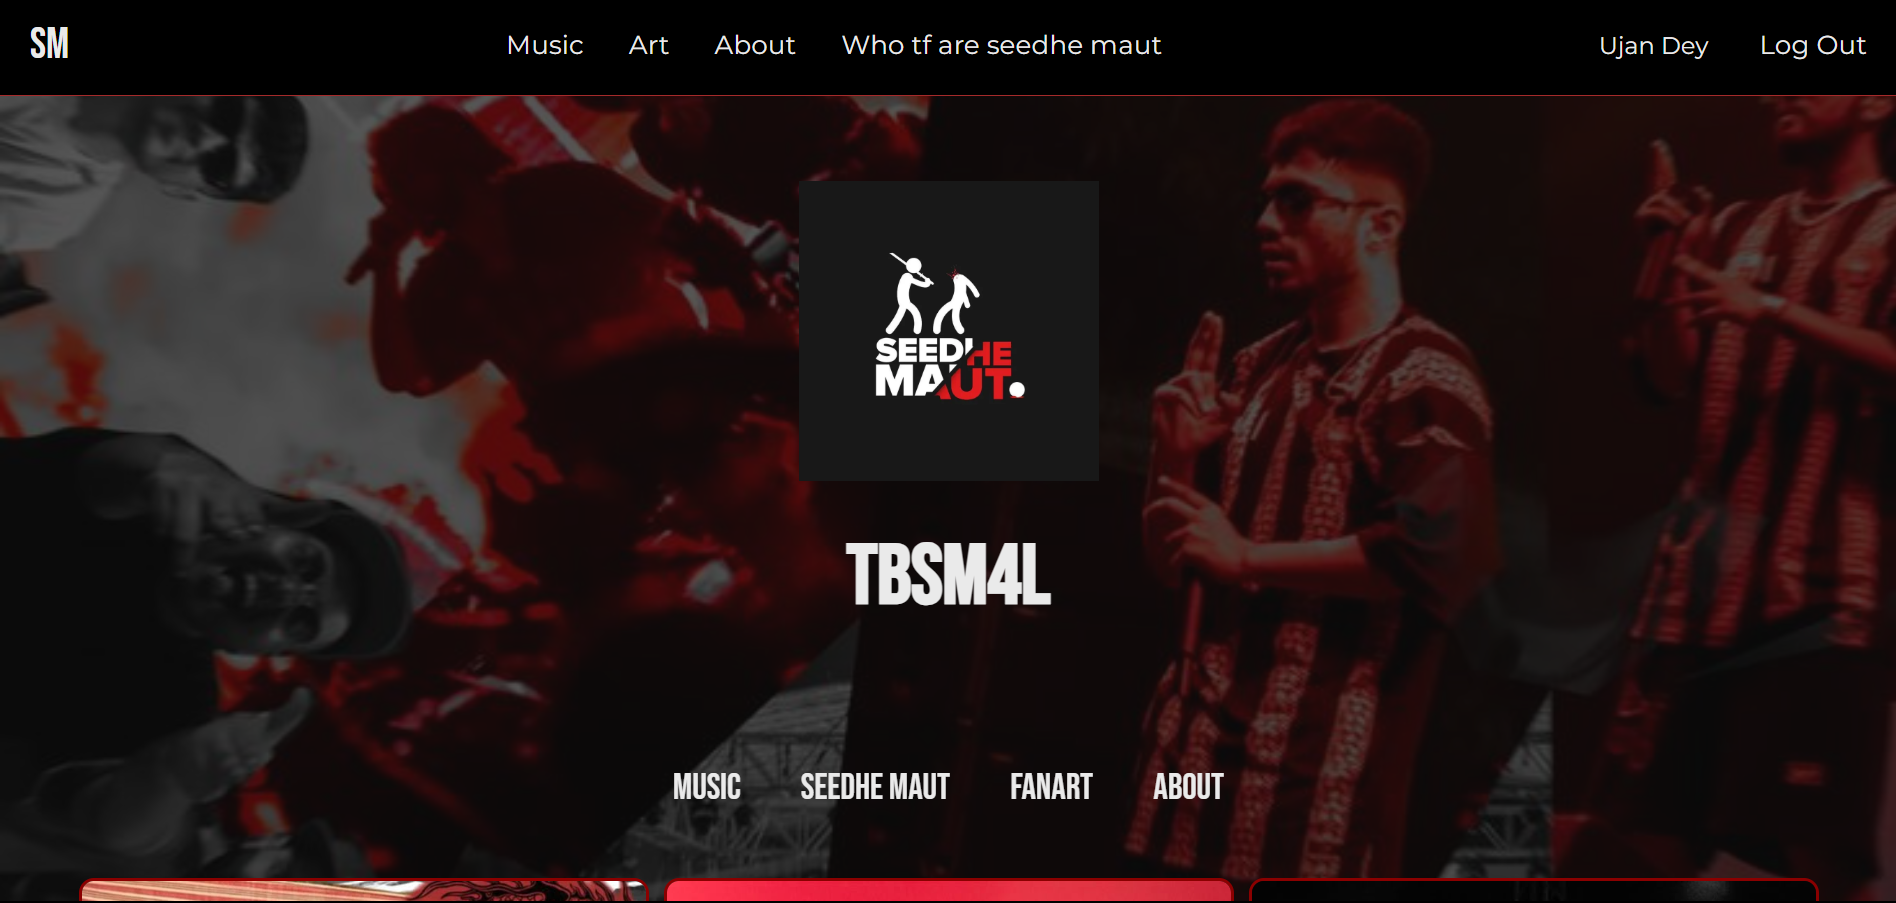 SM
Music
Art
About
Who tf are seedhe maut
Ujan Dey
Log Out
SEEDHE
MAUT.
TBSM4L
MUSIC
SEEDHE MAUT
FANART
ABOUT